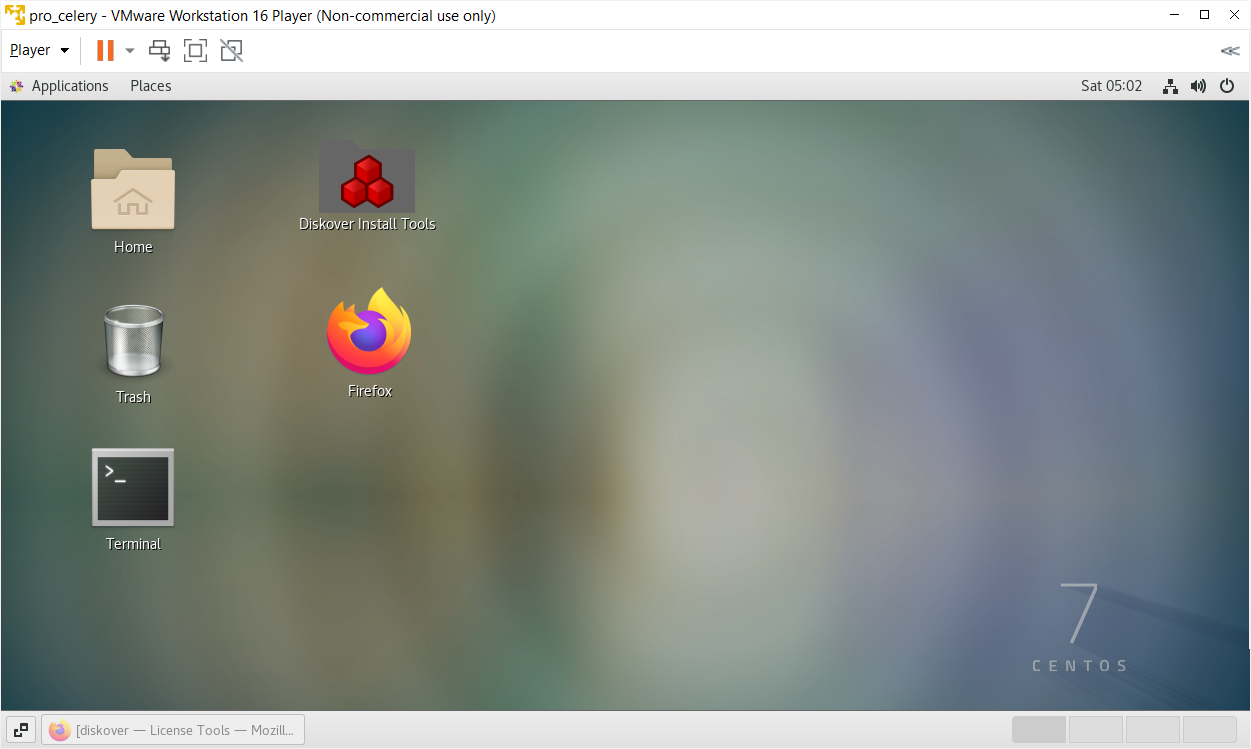 pro_celery - VMware Workstation 16 Player (Non-commercial use only)
Player
Applications Places Sat 05:02
Home
Diskover Install Tools
Trash
Firefox
>_
Terminal
7
CENTOS
[diskover — License Tools — Mozill...